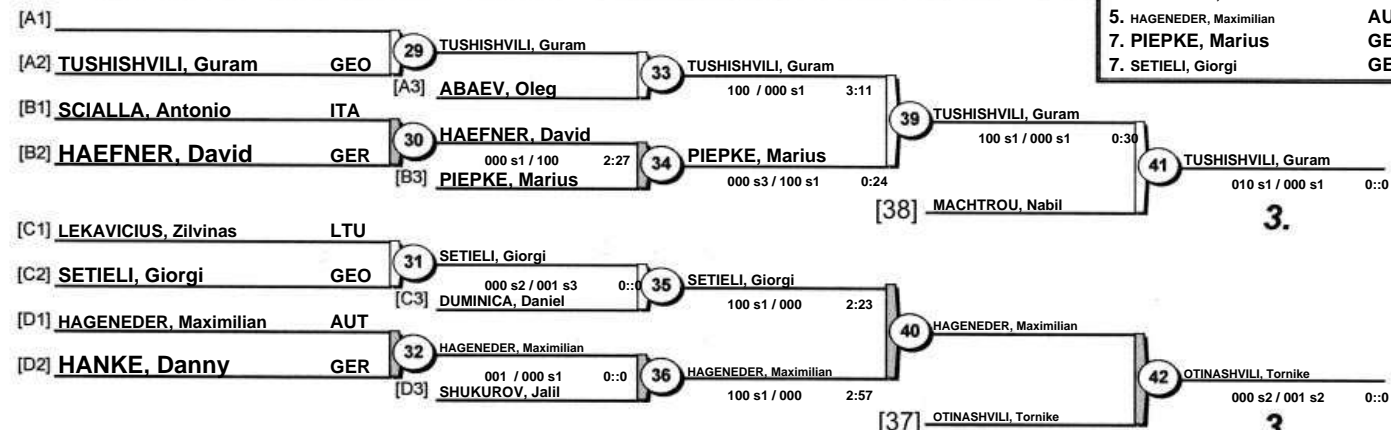 [A1]
[A2] TUSHISHVILI, Guram GEO
[B1] SCIALLA, Antonio ITA
[B2] HAEFNER, David GER
[C1] LEKAVICIUS, Zilvinas LTU
[C2] SETIELI, Giorgi GEO
[D1] HAGENEDER, Maximilian AUT
[D2] HANKE, Danny GER
29
30
31
32
TUSHISHVILI, Guram
[A3] ABAEV, Oleg
HAEFNER, David
000 s1 / 100 2:27
[B3] PIEPKE, Marius
SETIELI, Giorgi
000 s2 / 001 s3 0::0
[C3] DUMINICA, Daniel
HAGENEDER, Maximilian
001 / 000 s1 0::0
[D3] SHUKUROV, Jalil
33
34
35
36
TUSHISHVILI, Guram
100 / 000 s1 3:11
PIEPKE, Marius
000 s3 / 100 s1 0:24
SETIELI, Giorgi
100 s1 / 000 2:23
HAGENEDER, Maximilian
100 s1 / 000 2:57
39
40
TUSHISHVILI, Guram
100 s1 / 000 s1 0:30
[38] MACHTROU, Nabil
HAGENEDER, Maximilian
[37] OTINASHVILI, Tornike
41
42
TUSHISHVILI, Guram
010 s1 / 000 s1 0::0
3.
OTINASHVILI, Tornike
000 s2 / 001 s2 0::0
3
5. HAGENEDER, Maximilian AU
7. PIEPKE, Marius GE
7. SETIELI, Giorgi GE